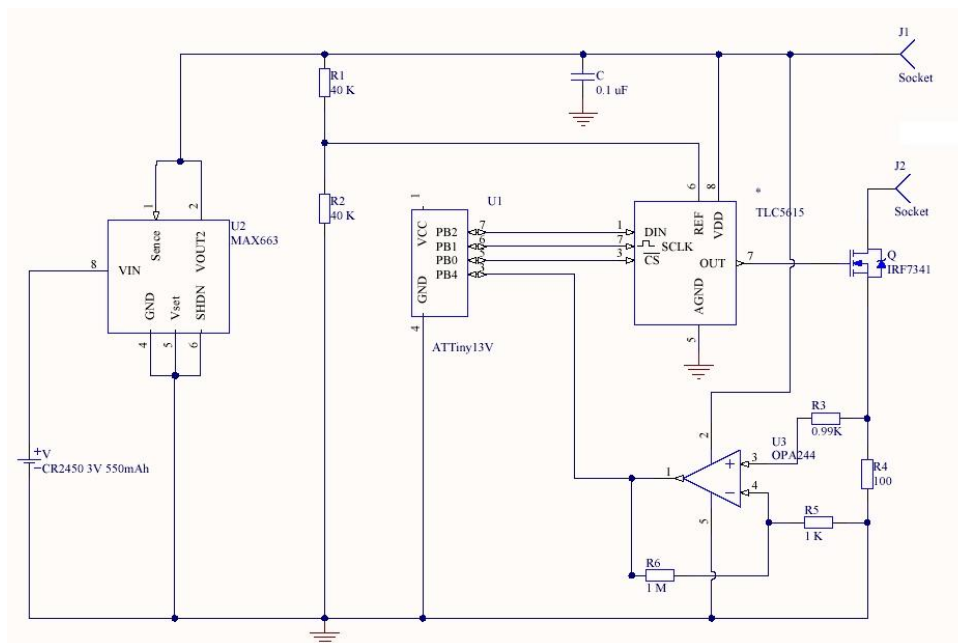 J1
Socket
R1
40 K
C
0.1 uF
J2
Socket
R2
40 K
U1
1
VCC
GND
4
PB2
PB1
PB0
PB4
7
ATTiny13V
*
TLC5615
6
8
REF
VDD
1
DIN
7
SCLK
3
CS
OUT
7
AGND
5
Q
IRF7341
1
2
Sence
VOUT2
U2
MAX663
8
VIN
GND
Vset
SHDN
4
5
6
+
V
CR2450 3V 550mAh
R3
0.99K
U3
OPA244
2
3
+
1
4
−
5
R4
100
R5
1 K
R6
1 M